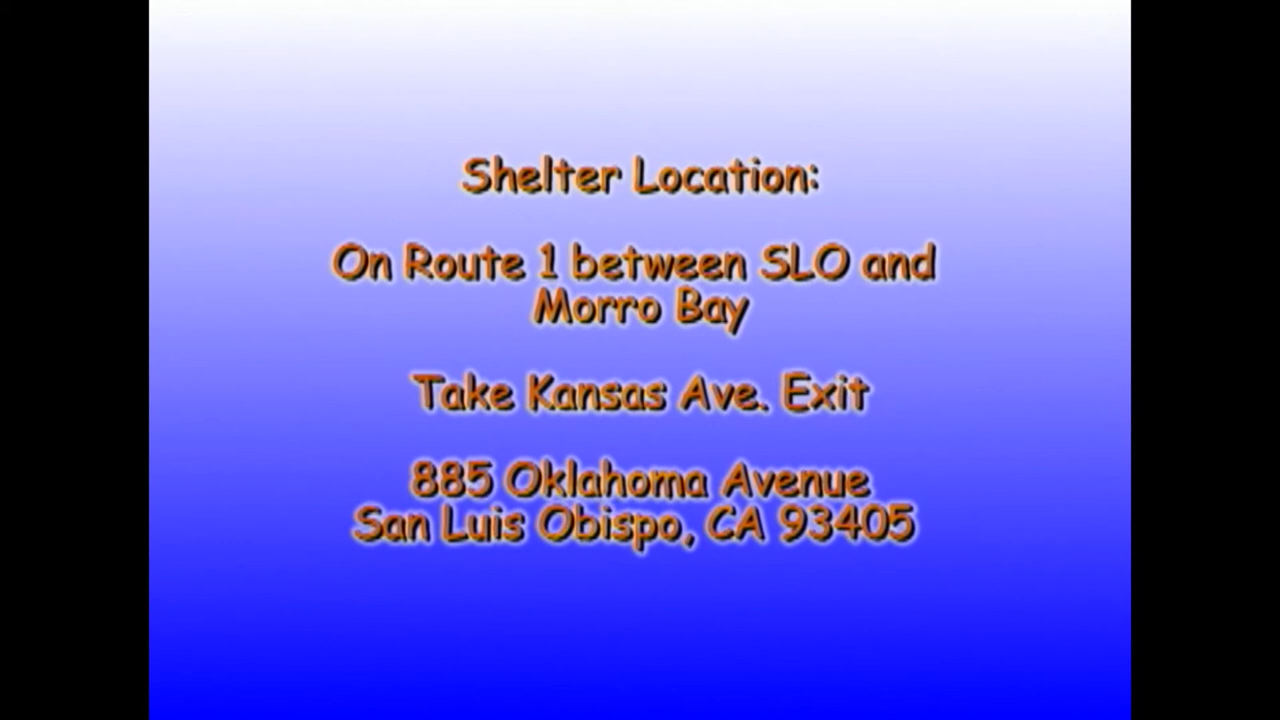 Shelter Location:
On Route 1 between SLO and
Morro Bay
Take Kansas Ave. Exit
885 Oklahoma Avenue
San Luis Obispo, CA 93405